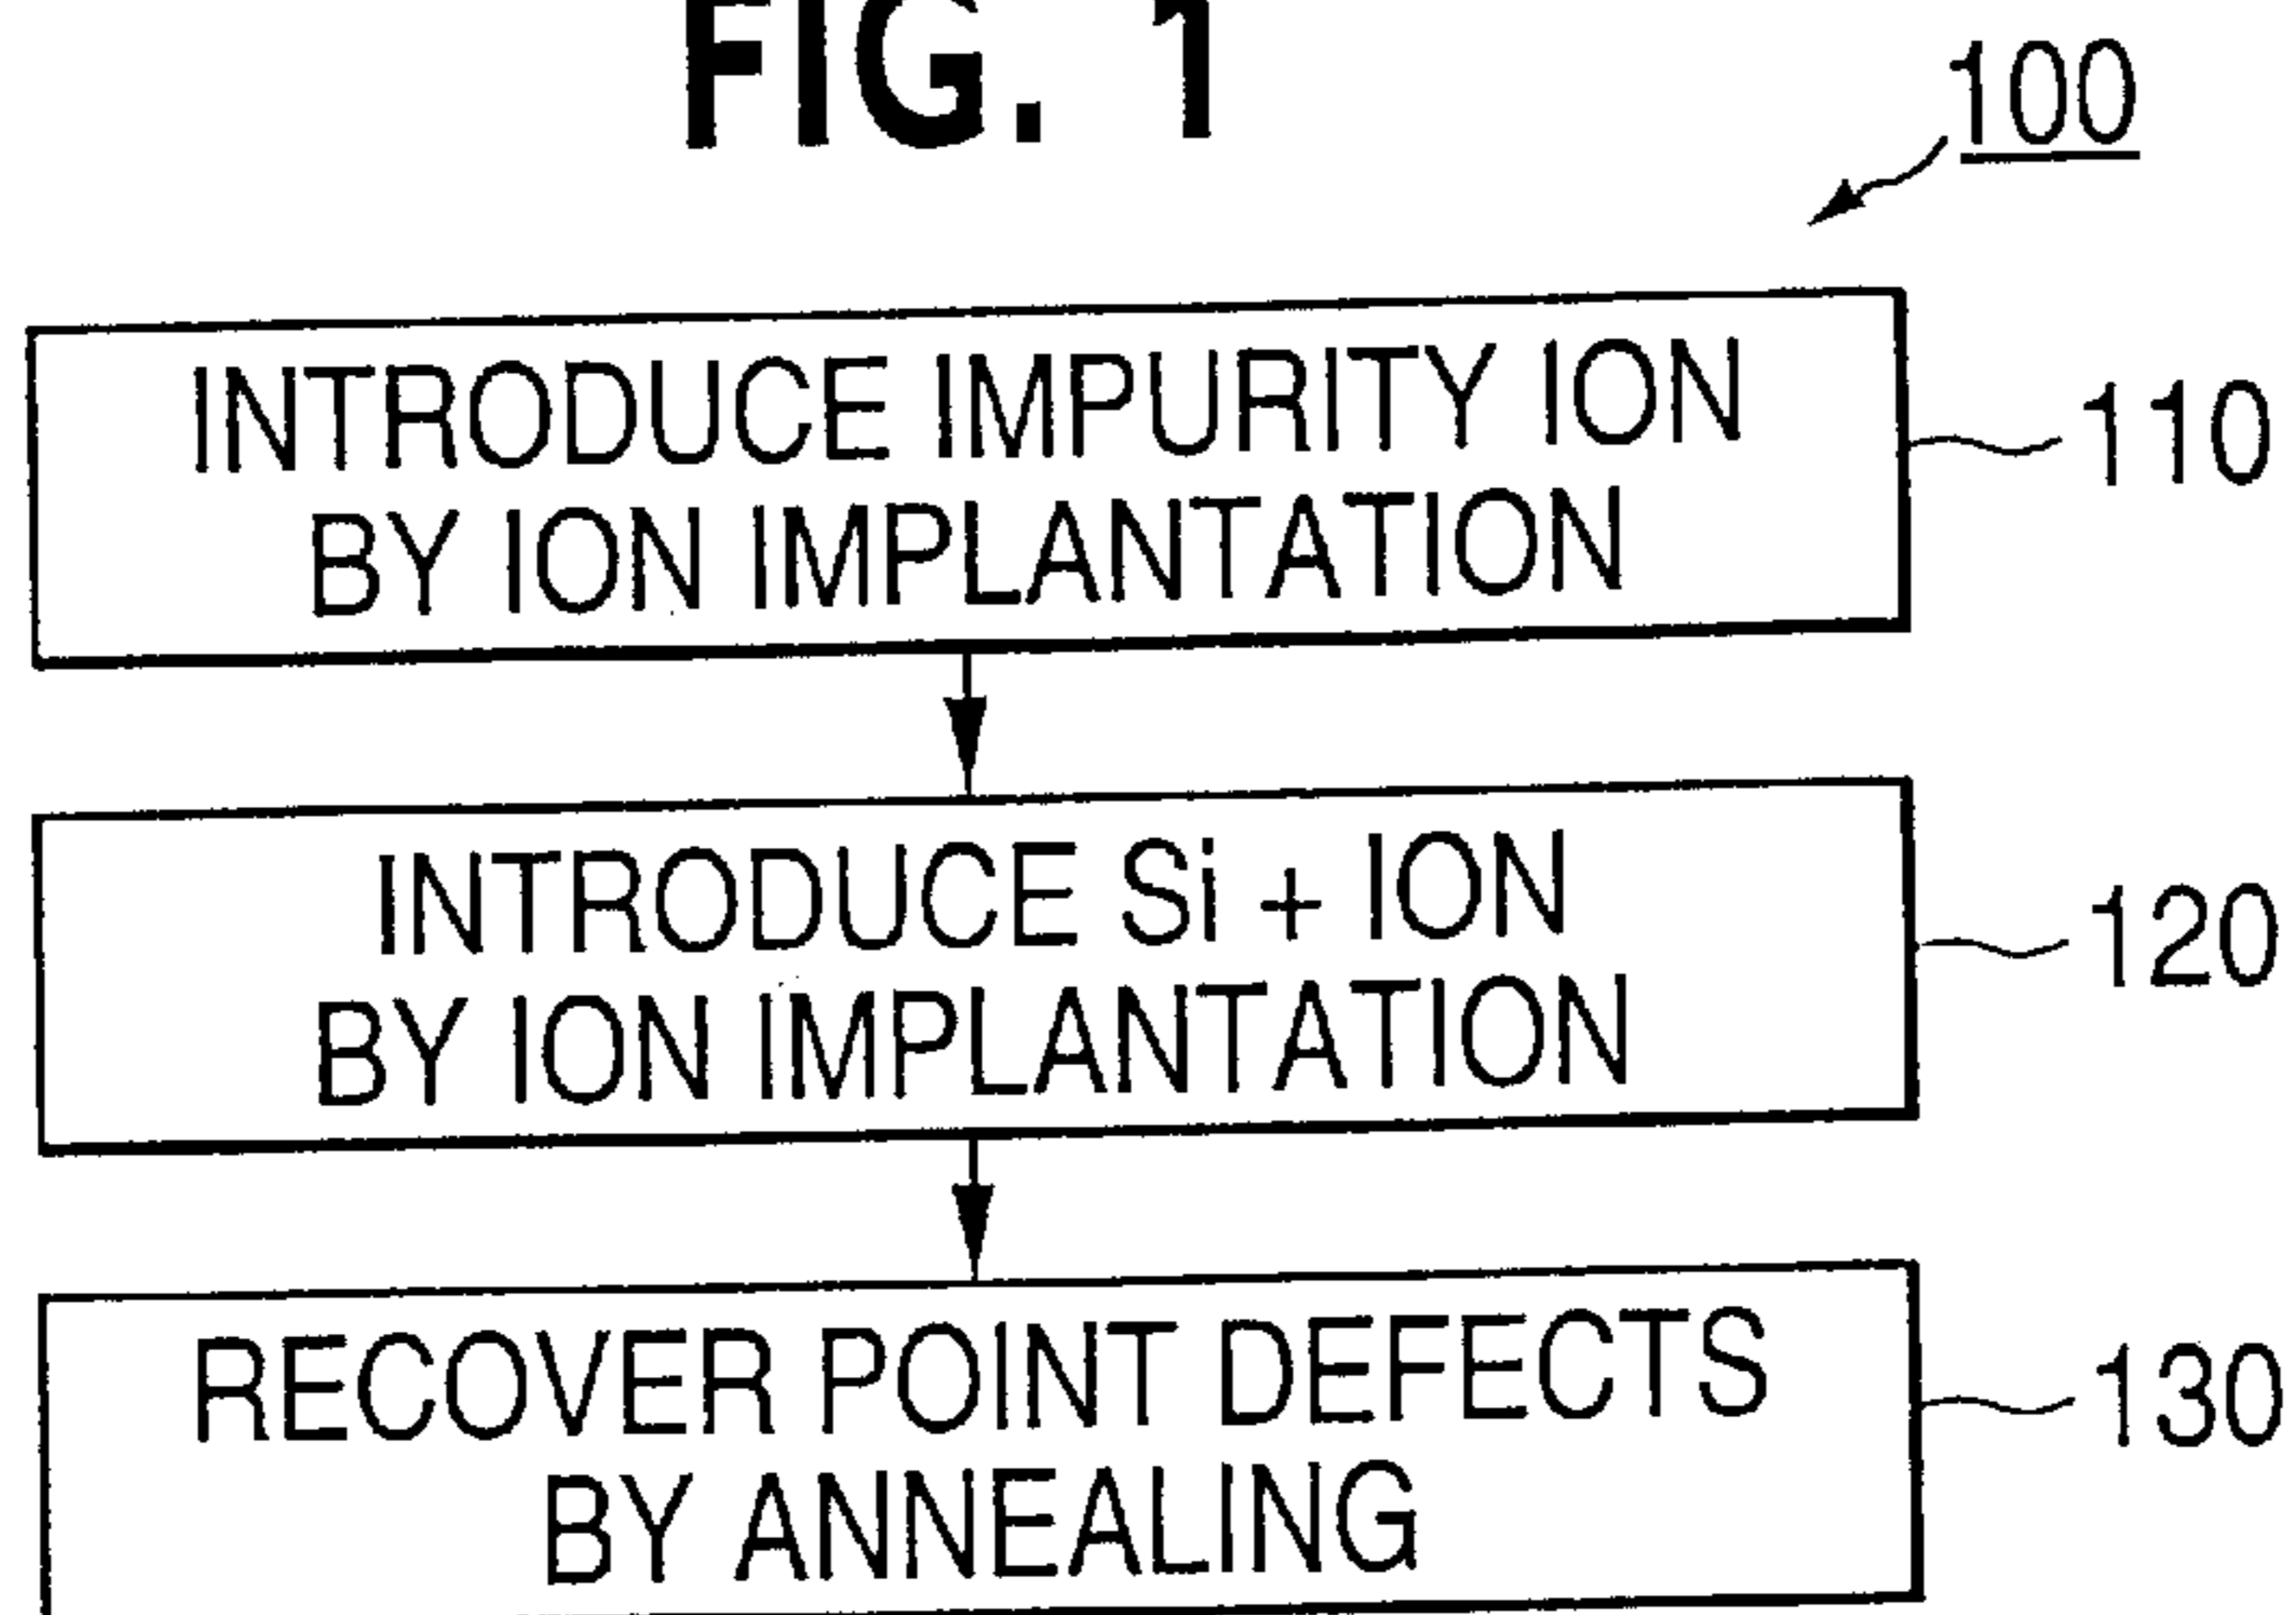 FIG. 1
100
INTRODUCE IMPURITY ION
BY ION IMPLANTATION
110
INTRODUCE Si + ION
BY ION IMPLANTATION
120
RECOVER POINT DEFECTS
BY ANNEALING
130